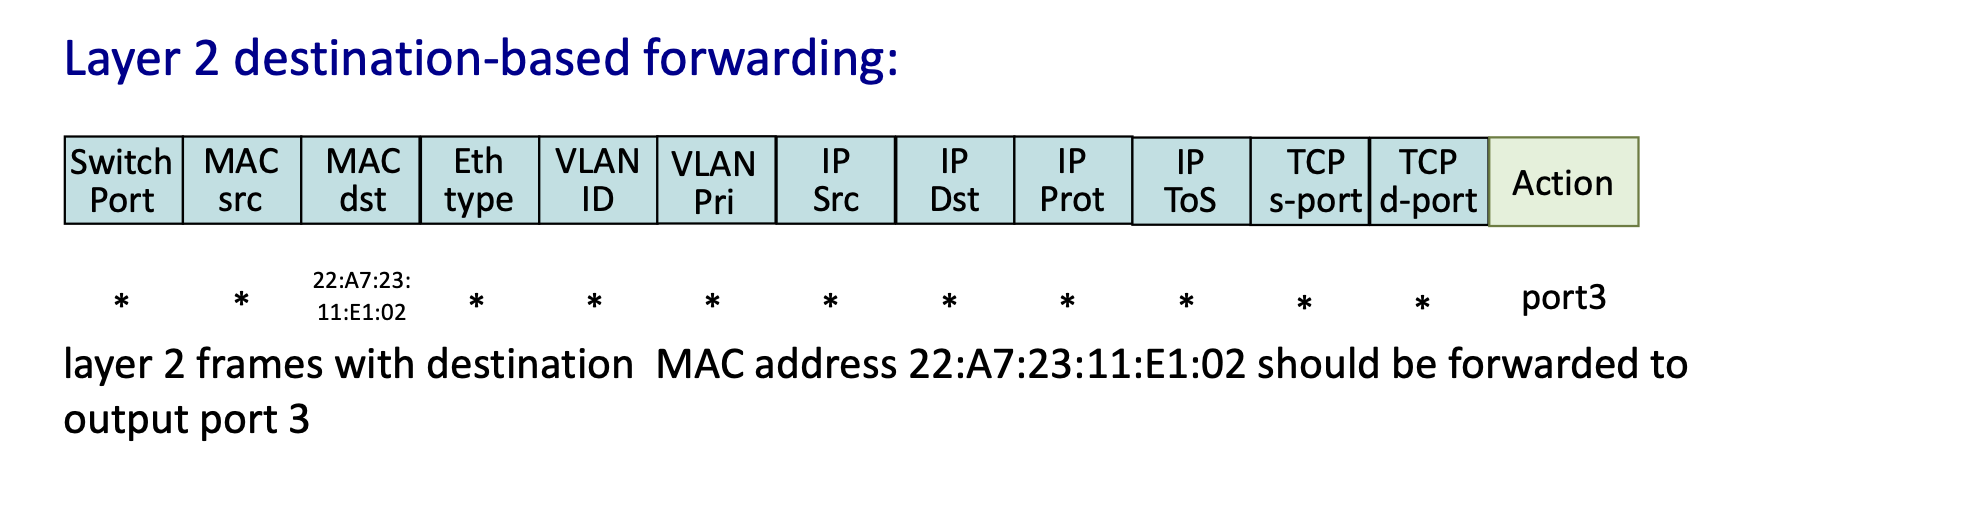 Layer 2 destination-based forwarding:
Switch Port MAC src MAC dst Eth type VLAN ID VLAN Pri IP Src IP Dst IP Prot IP ToS TCP s-port TCP d-port Action
* * 22:A7:23:11:E1:02 * * * * * * * * * port3
layer 2 frames with destination MAC address 22:A7:23:11:E1:02 should be forwarded to
output port 3